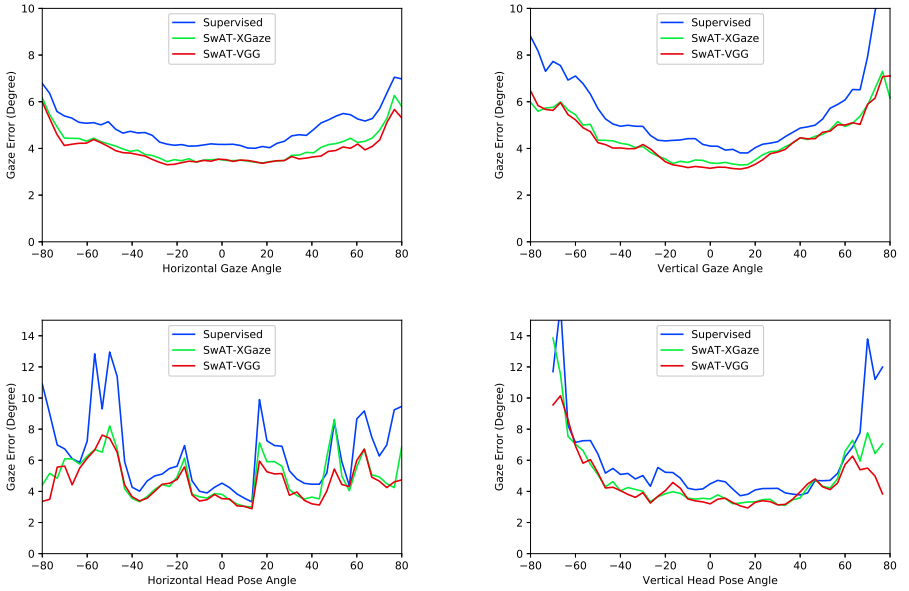 10
8
6
4
2
0
Gaze Error (Degree)
Supervised
SwAT-XGaze
SwAT-VGG
−80 −60 −40 −20 0 20 40 60 80
Horizontal Gaze Angle
10
8
6
4
2
0
Gaze Error (Degree)
Supervised
SwAT-XGaze
SwAT-VGG
−80 −60 −40 −20 0 20 40 60 80
Vertical Gaze Angle
14
12
10
8
6
4
2
0
Gaze Error (Degree)
Supervised
SwAT-XGaze
SwAT-VGG
−80 −60 −40 −20 0 20 40 60 80
Horizontal Head Pose Angle
14
12
10
8
6
4
2
0
Gaze Error (Degree)
Supervised
SwAT-XGaze
SwAT-VGG
−80 −60 −40 −20 0 20 40 60 80
Vertical Head Pose Angle